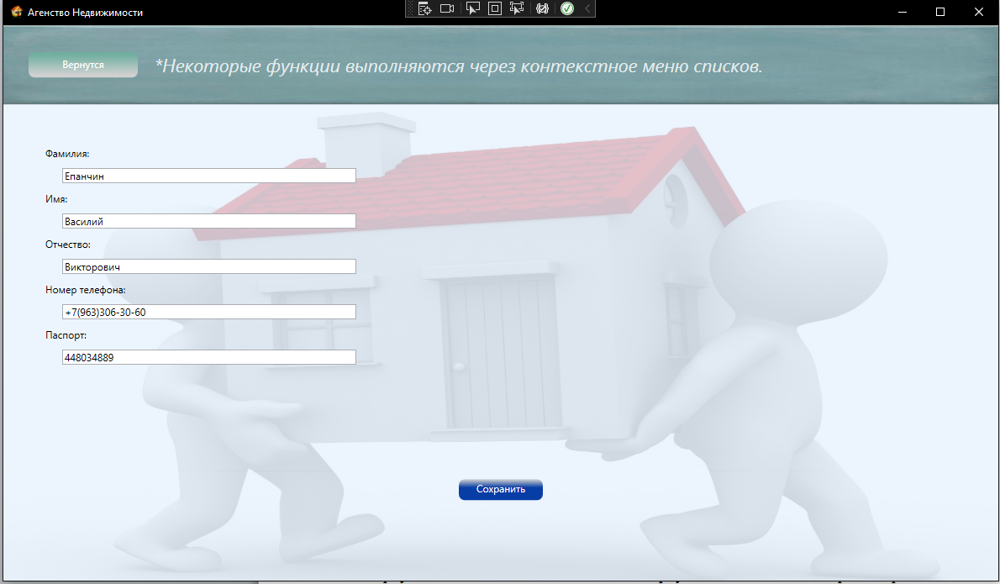 Агенство Недвижимости
Вернутся
*Некоторые функции выполняются через контекстное меню списков.
Фамилия:
Епанчин
Имя:
Василий
Отчество:
Викторович
Номер телефона:
+7(963)306-30-60
Паспорт:
448034889
Сохранить